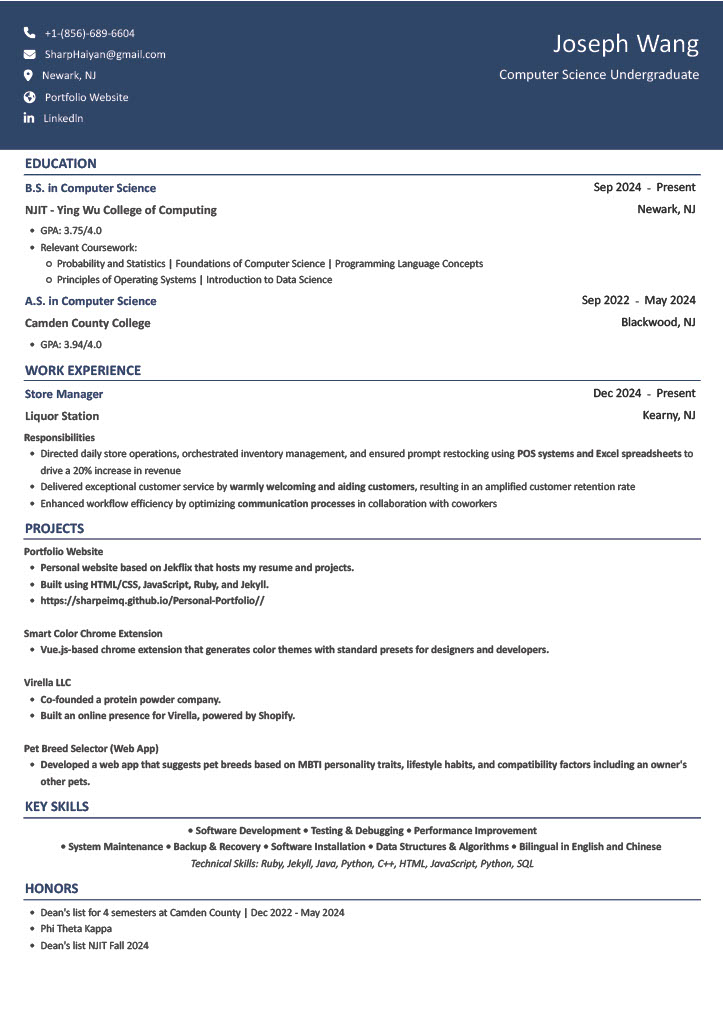 +1-(856)-689-6604
SharpHaiyan@gmail.com
Newark, NJ
Portfolio Website
LinkedIn
Joseph Wang
Computer Science Undergraduate
EDUCATION
B.S. in Computer Science Sep 2024 - Present
NJIT - Ying Wu College of Computing Newark, NJ
• GPA: 3.75/4.0
• Relevant Coursework:
o Probability and Statistics | Foundations of Computer Science | Programming Language Concepts
o Principles of Operating Systems | Introduction to Data Science
A.S. in Computer Science Sep 2022 - May 2024
Camden County College Blackwood, NJ
• GPA: 3.94/4.0
WORK EXPERIENCE
Store Manager Dec 2024 - Present
Liquor Station Kearny, NJ
Responsibilities
• Directed daily store operations, orchestrated inventory management, and ensured prompt restocking using POS systems and Excel spreadsheets to
drive a 20% increase in revenue
• Delivered exceptional customer service by warmly welcoming and aiding customers, resulting in an amplified customer retention rate
• Enhanced workflow efficiency by optimizing communication processes in collaboration with coworkers
PROJECTS
Portfolio Website
• Personal website based on Jekflix that hosts my resume and projects.
• Built using HTML/CSS, JavaScript, Ruby, and Jekyll.
• https://sharpeimq.github.io/Personal-Portfolio//
Smart Color Chrome Extension
• Vue.js-based chrome extension that generates color themes with standard presets for designers and developers.
Virella LLC
• Co-founded a protein powder company.
• Built an online presence for Virella, powered by Shopify.
Pet Breed Selector (Web App)
• Developed a web app that suggests pet breeds based on MBTI personality traits, lifestyle habits, and compatibility factors including an owner's
other pets.
KEY SKILLS
• Software Development • Testing & Debugging • Performance Improvement
• System Maintenance • Backup & Recovery • Software Installation • Data Structures & Algorithms • Bilingual in English and Chinese
Technical Skills: Ruby, Jekyll, Java, Python, C++, HTML, JavaScript, Python, SQL
HONORS
• Dean's list for 4 semesters at Camden County | Dec 2022 - May 2024
• Phi Theta Kappa
• Dean's list NJIT Fall 2024